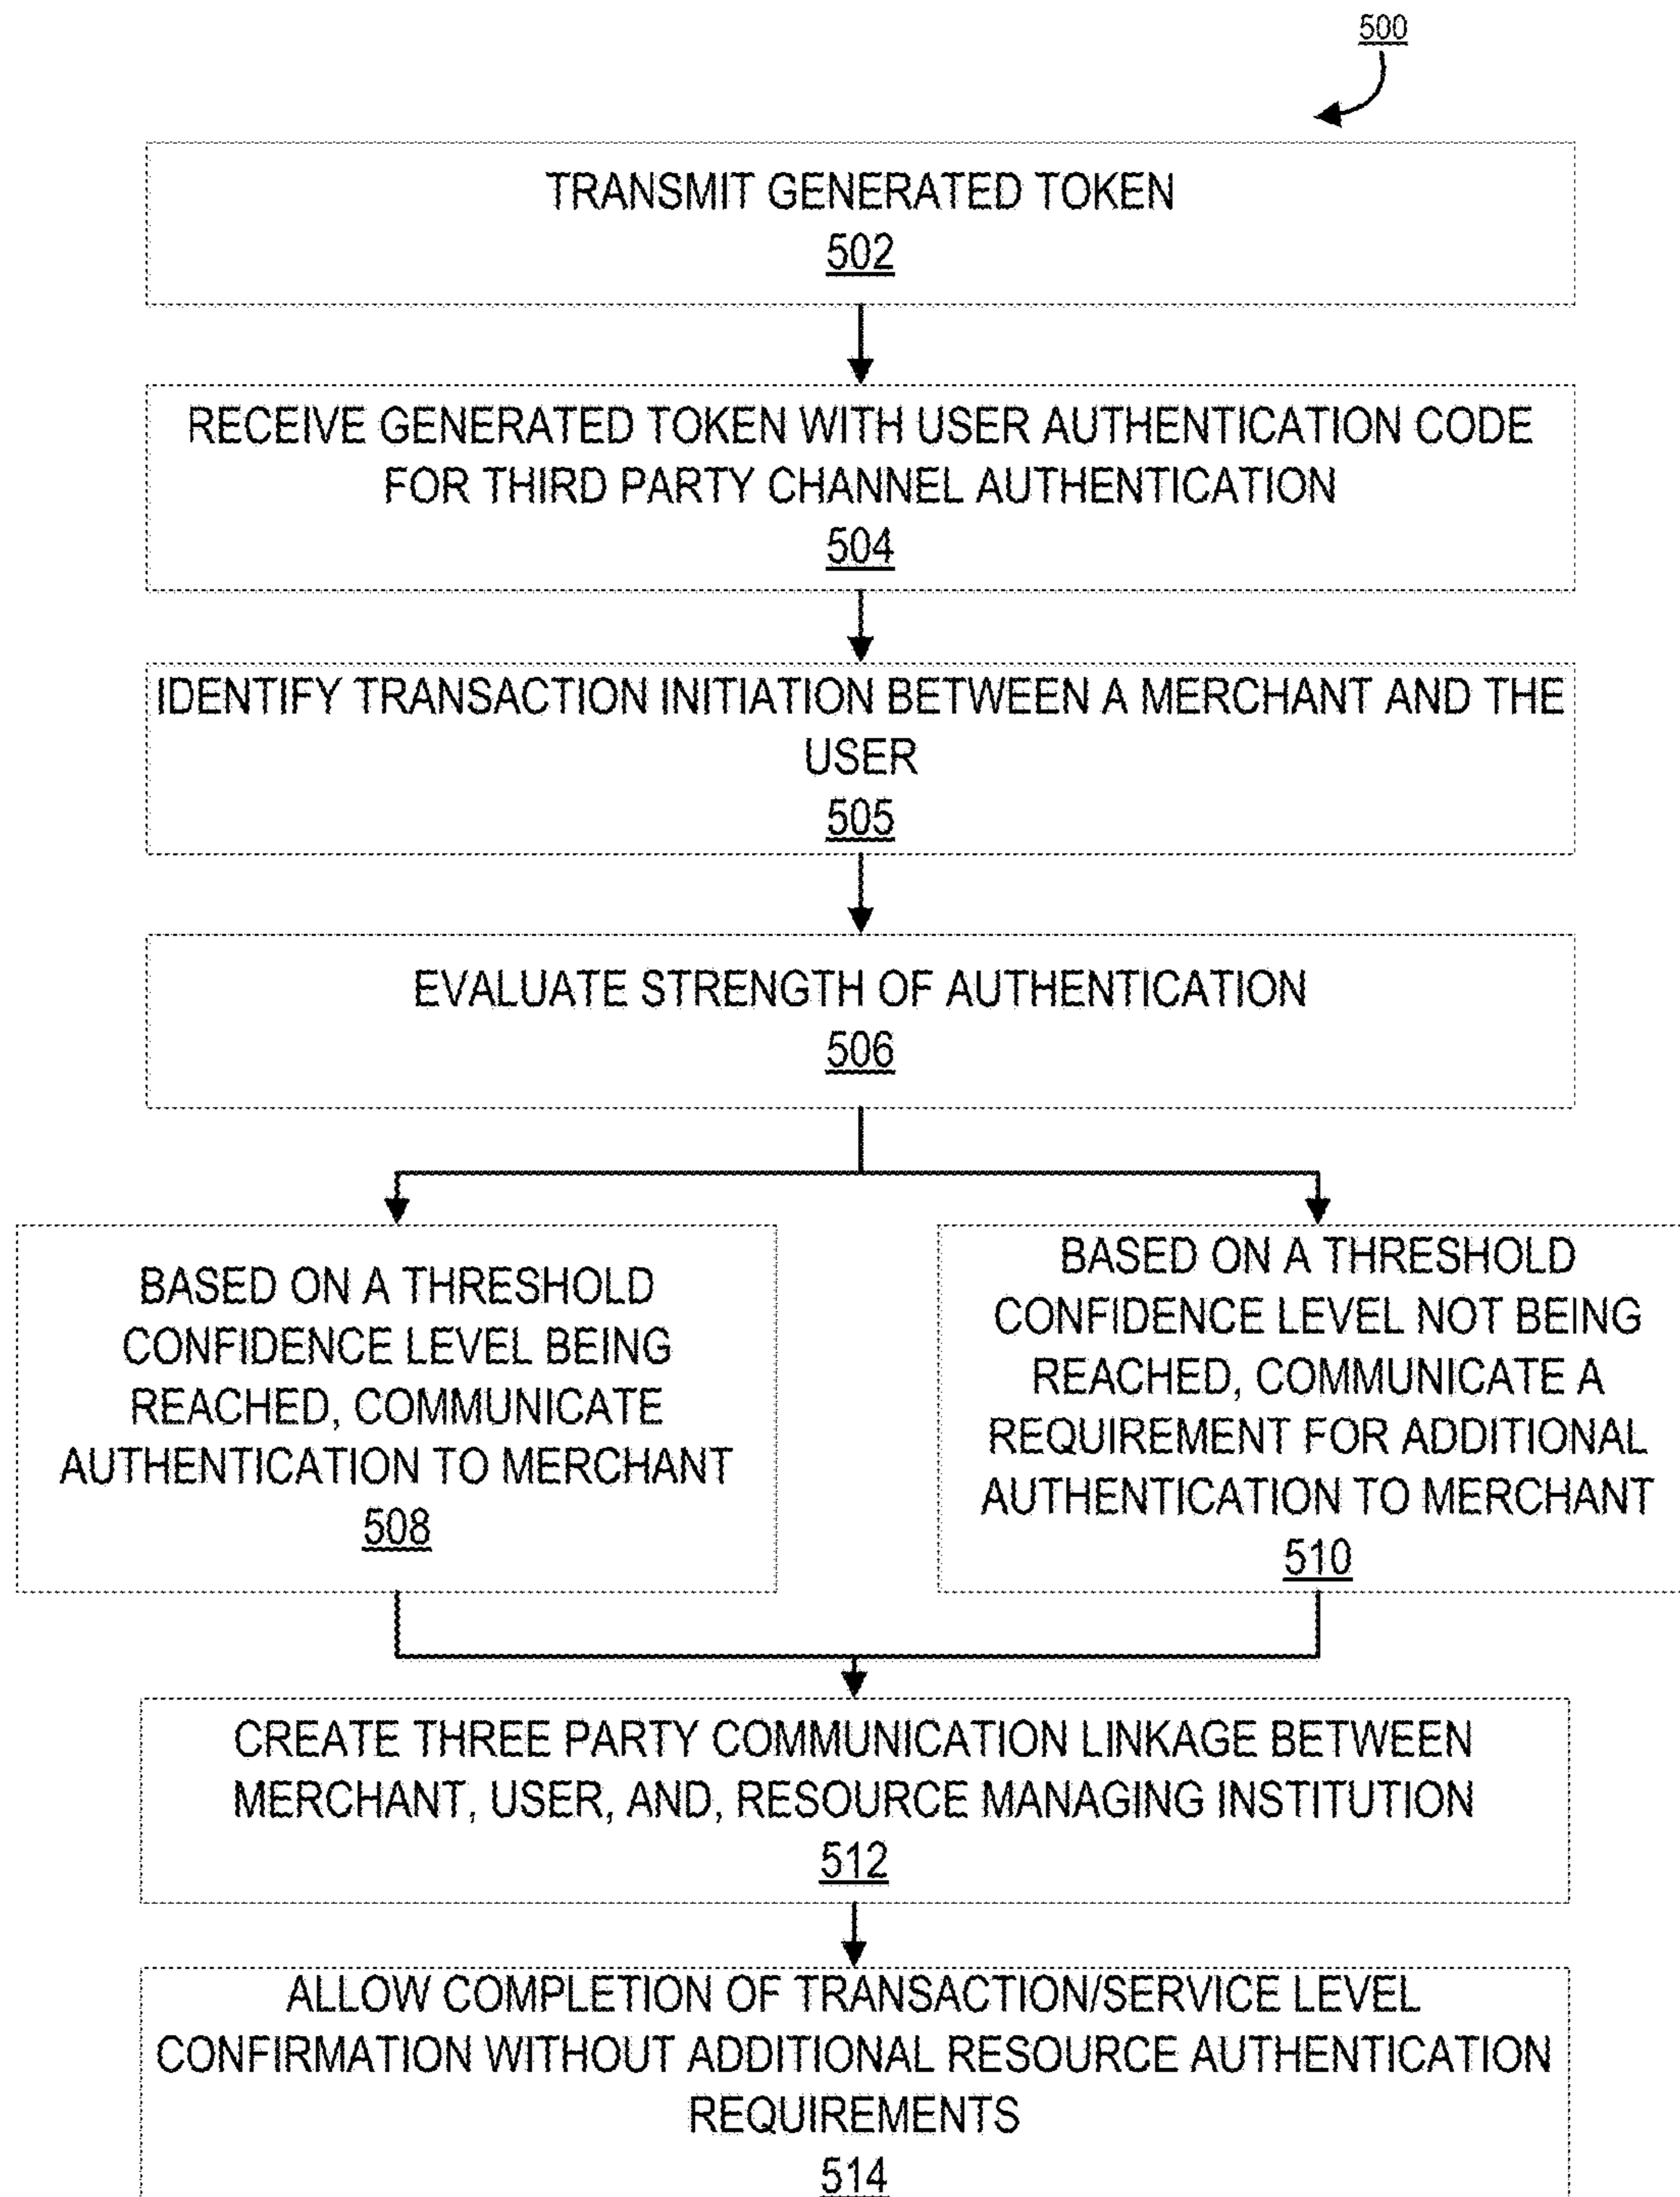 500
TRANSMIT GENERATED TOKEN
502
RECEIVE GENERATED TOKEN WITH USER AUTHENTICATION CODE
FOR THIRD PARTY CHANNEL AUTHENTICATION
504
IDENTIFY TRANSACTION INITIATION BETWEEN A MERCHANT AND THE
USER
505
EVALUATE STRENGTH OF AUTHENTICATION
506
BASED ON A THRESHOLD
CONFIDENCE LEVEL BEING
REACHED, COMMUNICATE
AUTHENTICATION TO MERCHANT
508
BASED ON A THRESHOLD
CONFIDENCE LEVEL NOT BEING
REACHED, COMMUNICATE A
REQUIREMENT FOR ADDITIONAL
AUTHENTICATION TO MERCHANT
510
CREATE THREE PARTY COMMUNICATION LINKAGE BETWEEN
MERCHANT, USER, AND, RESOURCE MANAGING INSTITUTION
512
ALLOW COMPLETION OF TRANSACTION/SERVICE LEVEL
CONFIRMATION WITHOUT ADDITIONAL RESOURCE AUTHENTICATION
REQUIREMENTS
514